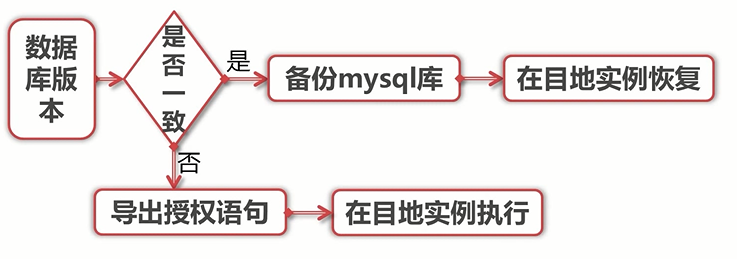 数据
库版
本
是
否
一
致
是
备份mysql库
在目地实例恢复
否
导出授权语句
在目地实例执行